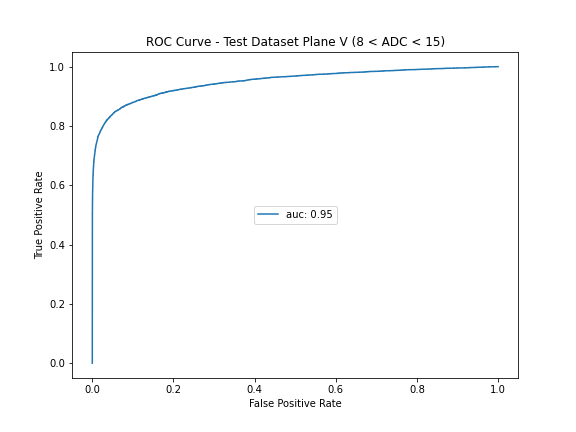 ROC Curve - Test Dataset Plane V (8 < ADC < 15)
True Positive Rate
1.0
0.8
0.6
0.4
0.2
0.0
auc: 0.95
0.0 0.2 0.4 0.6 0.8 1.0
False Positive Rate